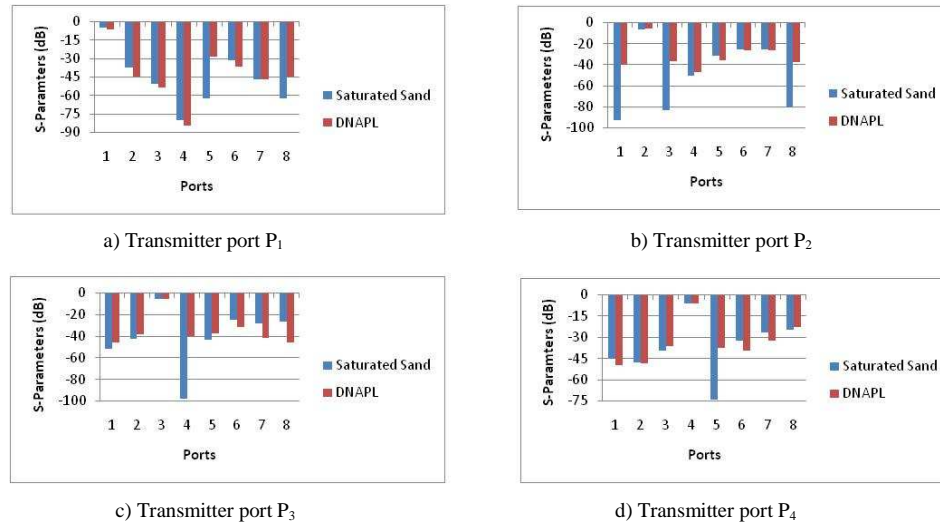 0
-15
-30
-45
-60
-75
-90
S-Paramters (dB)
1 2 3 4 5 6 7 8
Ports
Saturated Sand
DNAPL
a) Transmitter port P₁
0
-20
-40
-60
-80
-100
S-Parameters (dB)
1 2 3 4 5 6 7 8
Ports
Saturated Sand
DNAPL
b) Transmitter port P₂
0
-20
-40
-60
-80
-100
S-Parameters (dB)
1 2 3 4 5 6 7 8
Ports
Saturated Sand
DNAPL
c) Transmitter port P₃
0
-15
-30
-45
-60
-75
S-Paramters (dB)
1 2 3 4 5 6 7 8
Ports
Saturated Sand
DNAPL
d) Transmitter port P₄